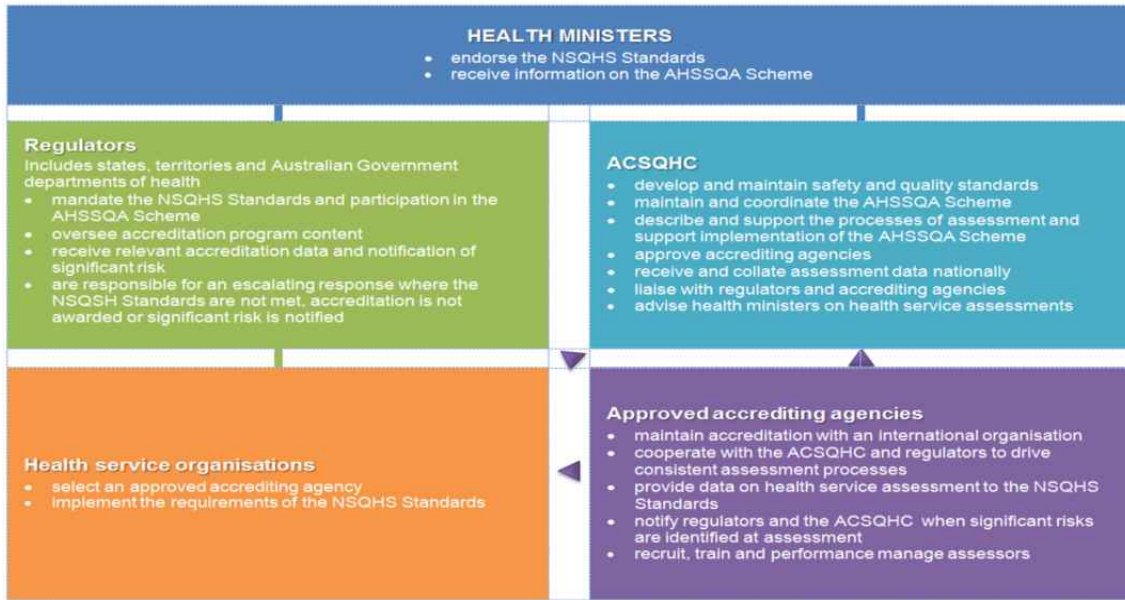 HEALTH MINISTERS
• endorse the NSQHS Standards
• receive information on the AHSSQA Scheme
Regulators
Includes states, territories and Australian Government
departments of health
• mandate the NSQHS Standards and participation in the
AHSSQA Scheme
• oversee accreditation program content
• receive relevant accreditation data and notification of
significant risk
• are responsible for an escalating response where the
NSQSH Standards are not met, accreditation is not
awarded or significant risk is notified
ACSQHC
• develop and maintain safety and quality standards
• maintain and coordinate the AHSSQA Scheme
• describe and support the processes of assessment and
support implementation of the AHSSQA Scheme
• approve accrediting agencies
• receive and collate assessment data nationally
• liaise with regulators and accrediting agencies
• advise health ministers on health service assessments
Health service organisations
• select an approved accrediting agency
• implement the requirements of the NSQHS Standards
Approved accrediting agencies
• maintain accreditation with an international organisation
• cooperate with the ACSQHC and regulators to drive
consistent assessment processes
• provide data on health service assessment to the NSQHS
Standards
• notify regulators and the ACSQHC when significant risks
are identified at assessment
• recruit, train and performance manage assessors